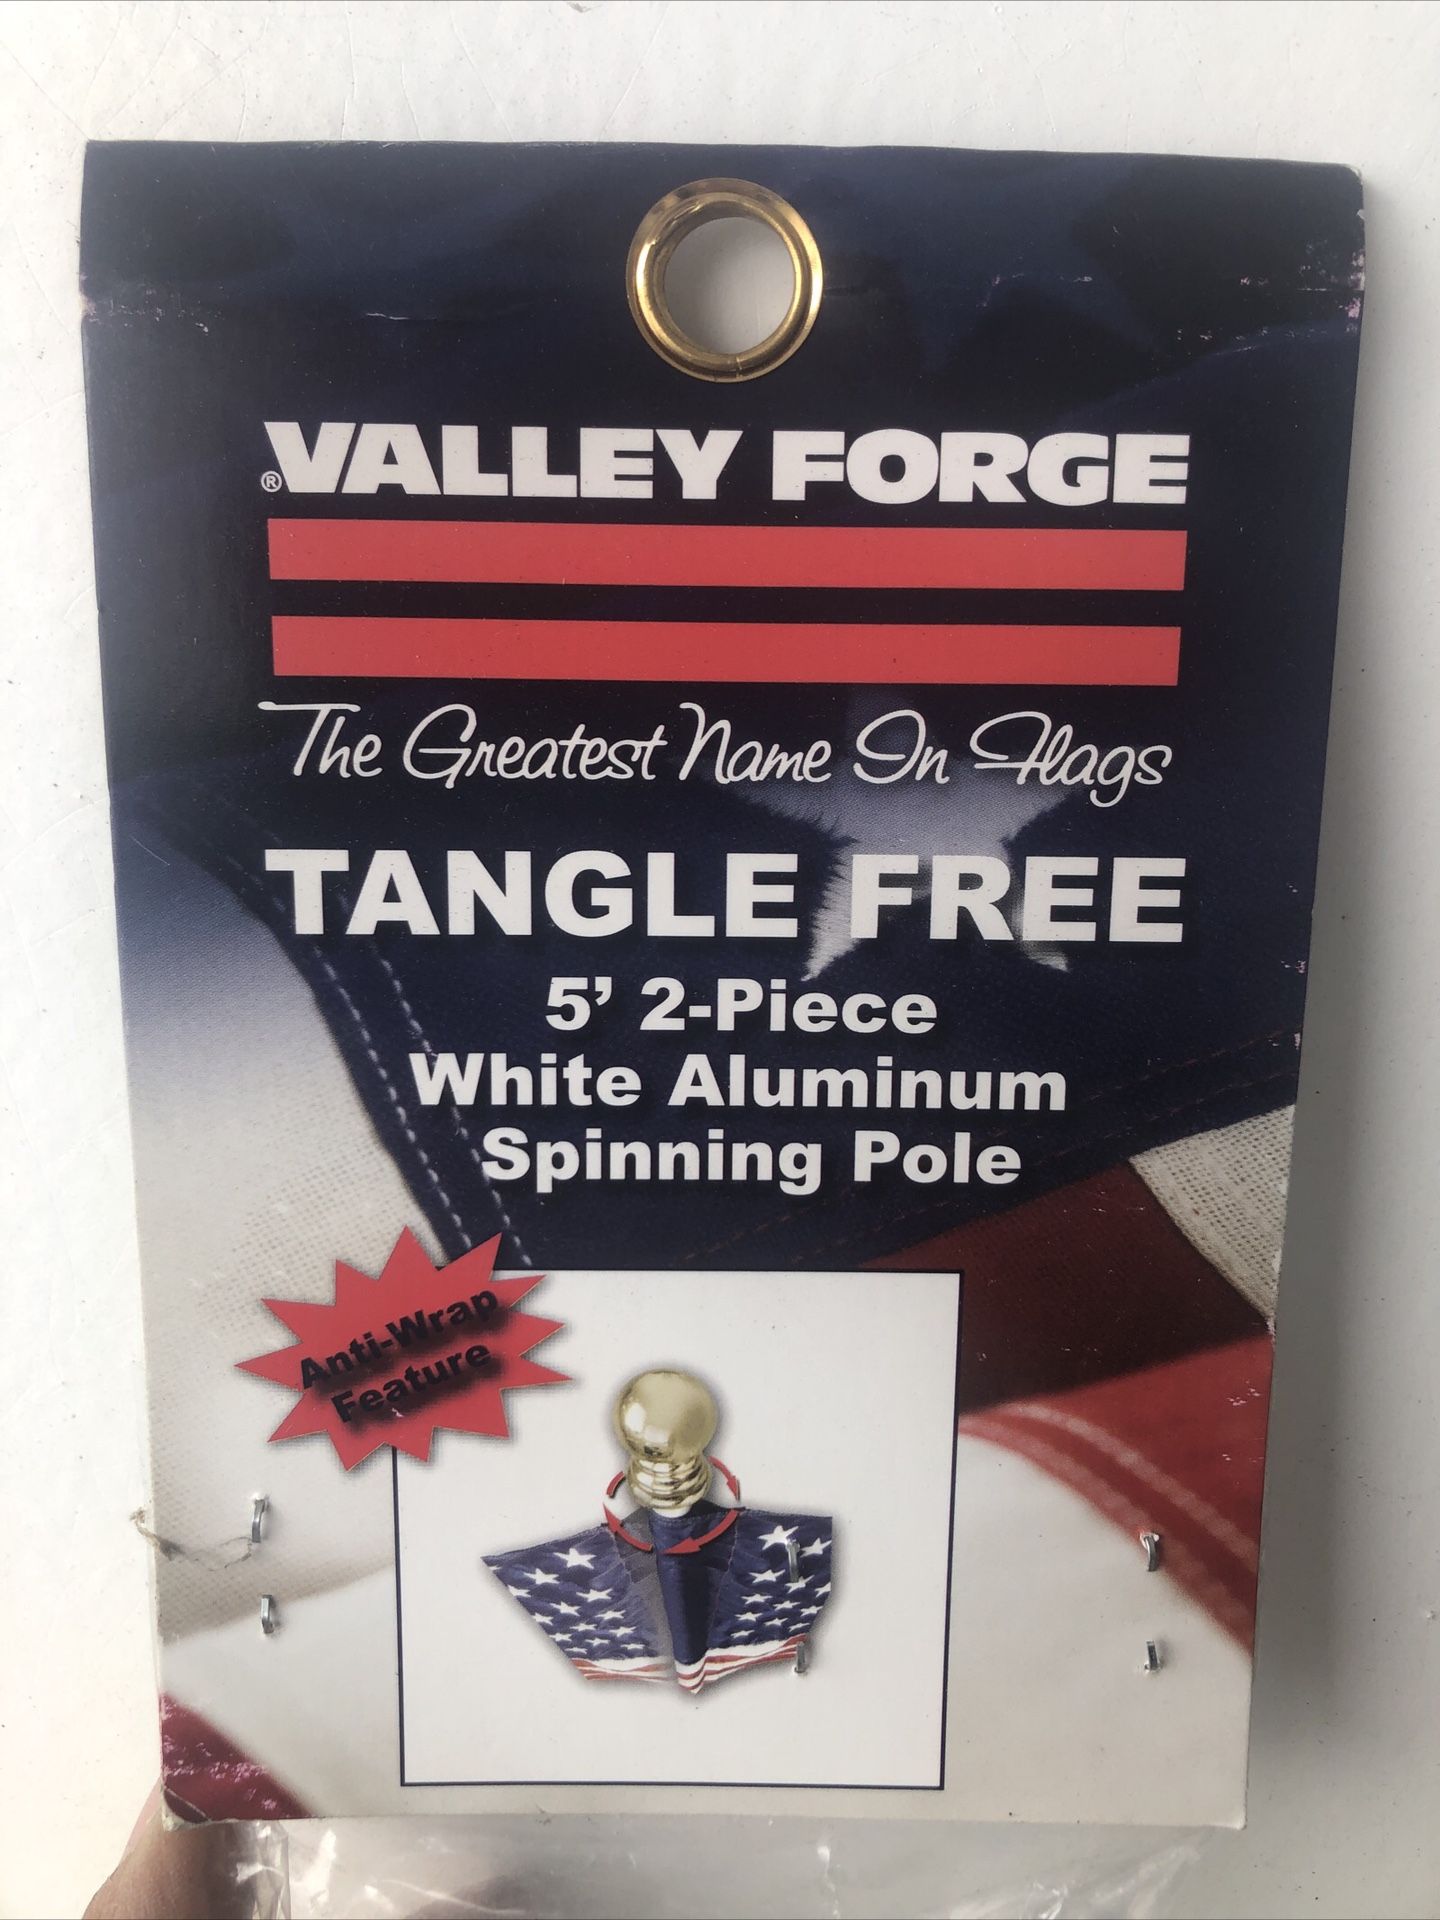 ®VALLEY FORGE
The Greatest Name In Flags
TANGLE FREE
5’ 2-Piece
White Aluminum
Spinning Pole
Anti-Wrap
Feature